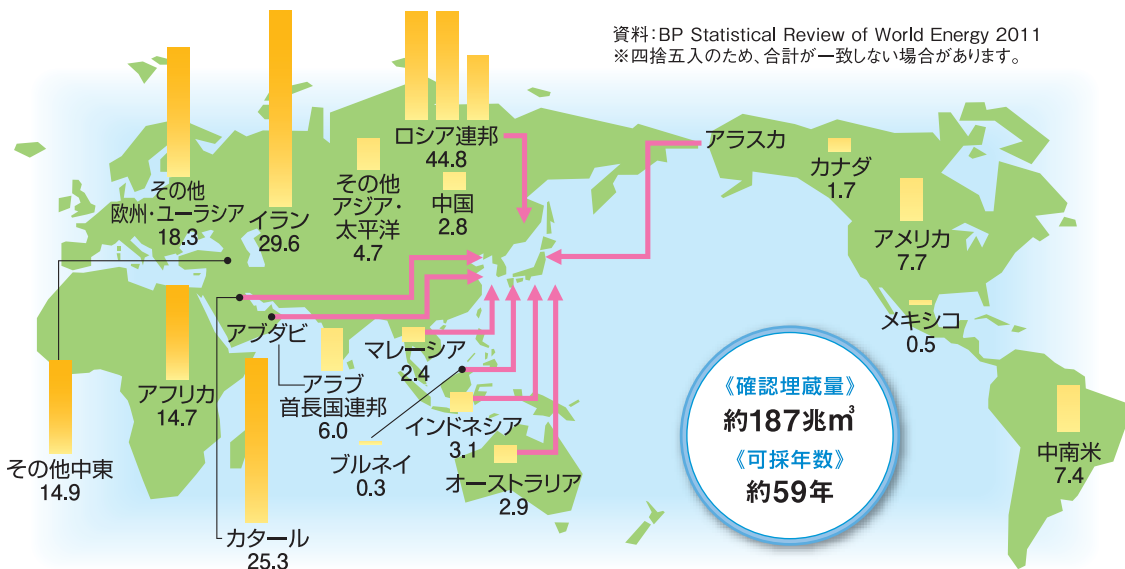 資料:BP Statistical Review of World Energy 2011
※四捨五入のため、合計が一致しない場合があります。
ロシア連邦
44.8
アラスカ
カナダ
1.7
その他
欧州・ユーラシア
18.3
イラン
29.6
その他
アジア・
太平洋
4.7
中国
2.8
アメリカ
7.7
メキシコ
0.5
アブダビ
マレーシア
2.4
アフリカ
14.7
アラブ
首長国連邦
6.0
インドネシア
3.1
ブルネイ
0.3
オーストラリア
2.9
その他中東
14.9
カタール
25.3
《確認埋蔵量》
約187兆㎥
《可採年数》
約59年
中南米
7.4